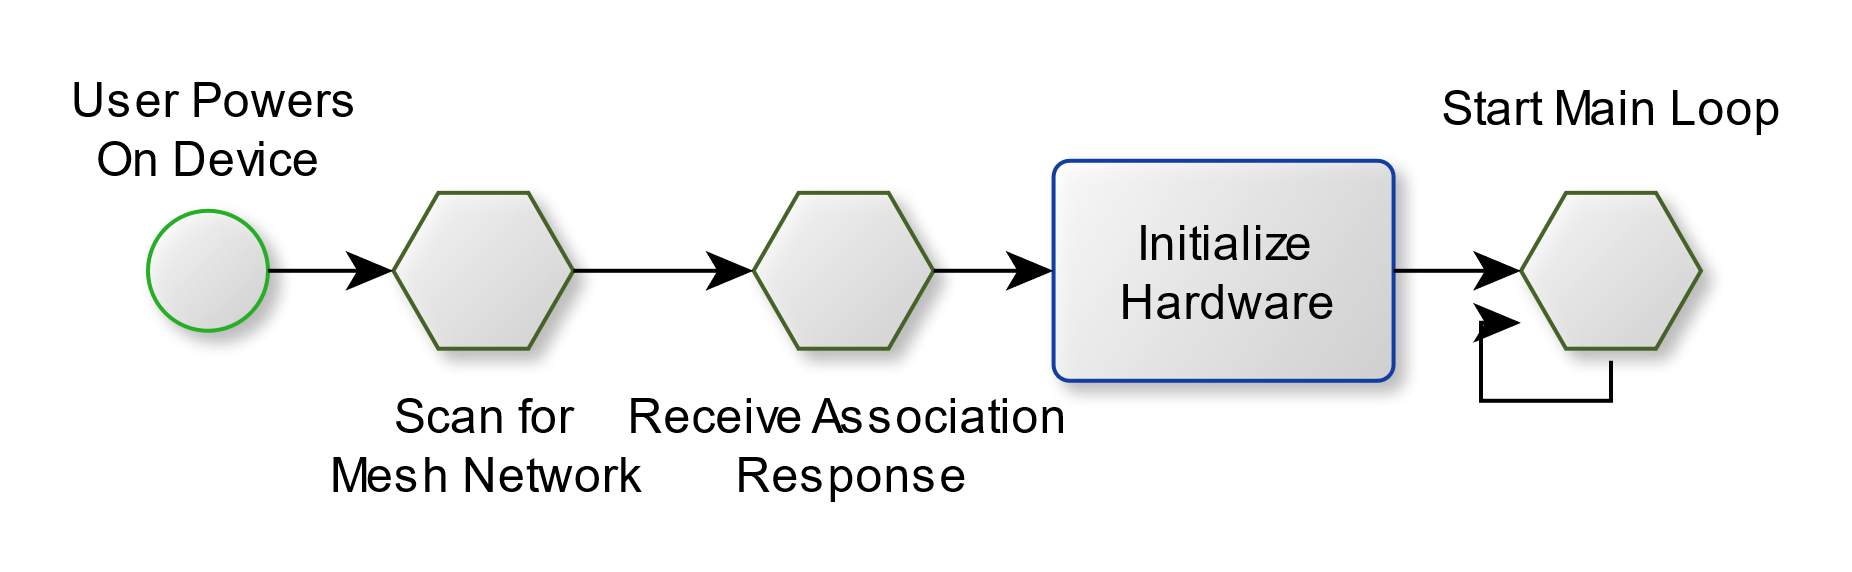 User Powers
On Device
Scan for
Mesh Network
Receive Association
Response
Initialize
Hardware
Start Main Loop